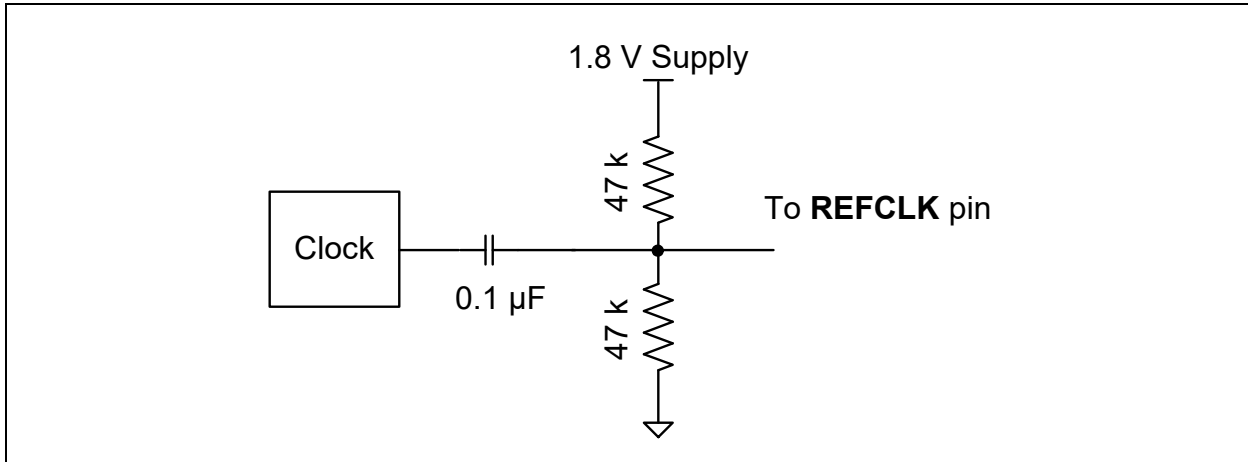 1.8 V Supply
47 k
To REFCLK pin
Clock
0.1 µF
47 k